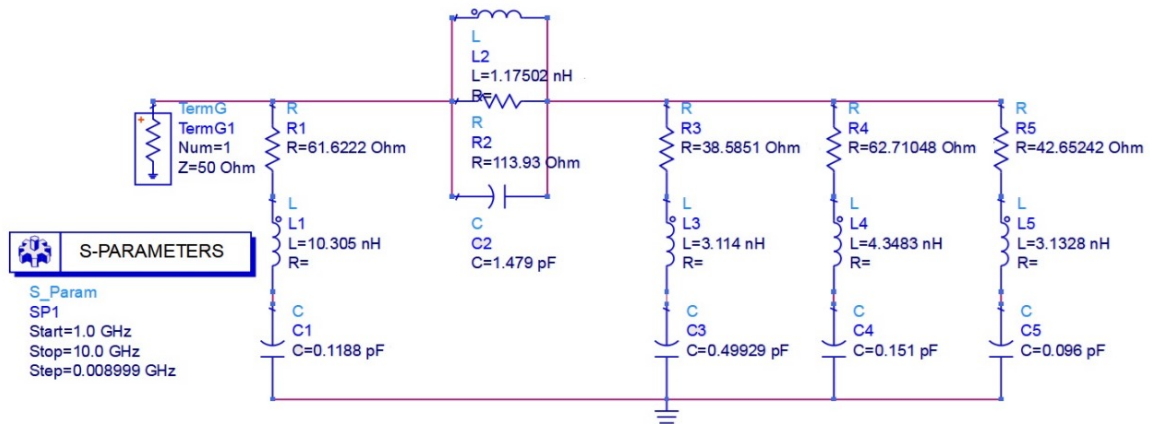 L
L2
L=1.17502 nH
R=
R
R2
R=113.93 Ohm
C
C2
C=1.479 pF
+
TermG
TermG1
Num=1
Z=50 Ohm
R
R1
R=61.6222 Ohm
L
L1
L=10.305 nH
R=
C
C1
C=0.1188 pF
R
R3
R=38.5851 Ohm
L
L3
L=3.114 nH
R=
C
C3
C=0.49929 pF
R
R4
R=62.71048 Ohm
L
L4
L=4.3483 nH
R=
C
C4
C=0.151 pF
R
R5
R=42.65242 Ohm
L
L5
L=3.1328 nH
R=
C
C5
C=0.096 pF
S-PARAMETERS
S_Param
SP1
Start=1.0 GHz
Stop=10.0 GHz
Step=0.008999 GHz